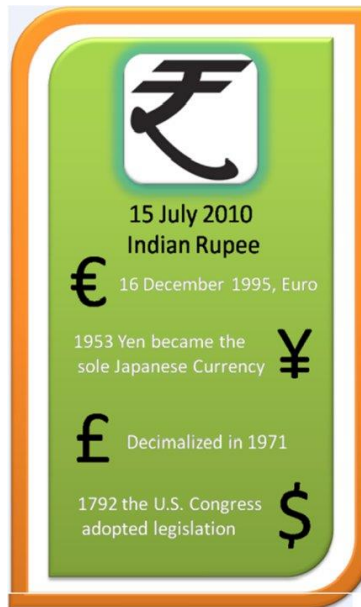 ₹
15 July 2010
Indian Rupee
€ 16 December 1995, Euro
1953 Yen became the
sole Japanese Currency ¥
£ Decimalized in 1971
1792 the U.S. Congress
adopted legislation $